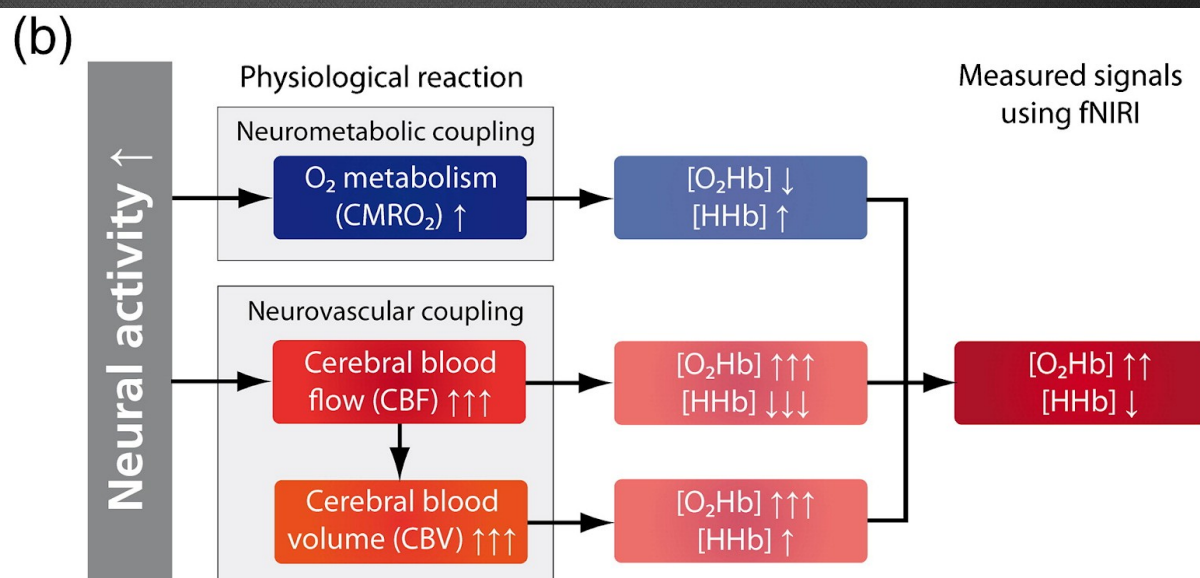 (b)
Neural activity ↑
Physiological reaction
Measured signals
using fNIRI
Neurometabolic coupling
O₂ metabolism
(CMRO₂) ↑
[O₂Hb] ↓
[HHb] ↑
Neurovascular coupling
Cerebral blood
flow (CBF) ↑↑↑
[O₂Hb] ↑↑↑
[HHb] ↓↓↓
[O₂Hb] ↑↑
[HHb] ↓
Cerebral blood
volume (CBV) ↑↑↑
[O₂Hb] ↑↑↑
[HHb] ↑